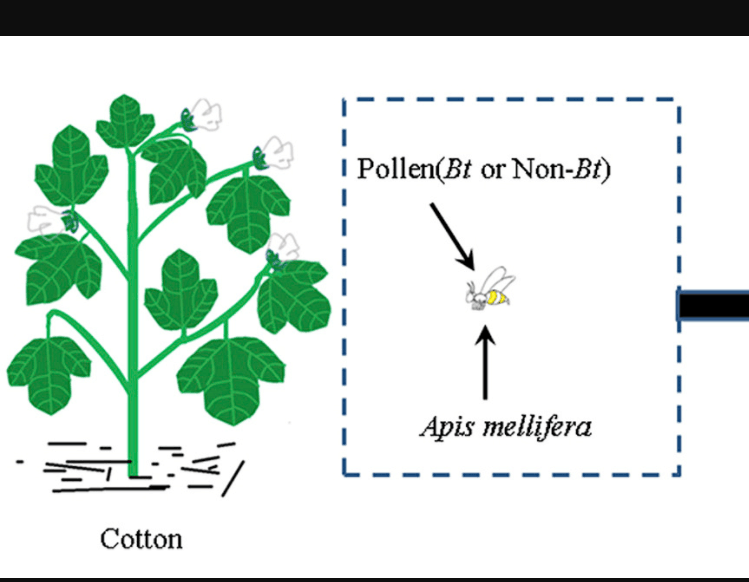 Pollen(Bt or Non-Bt)
Apis mellifera
Cotton